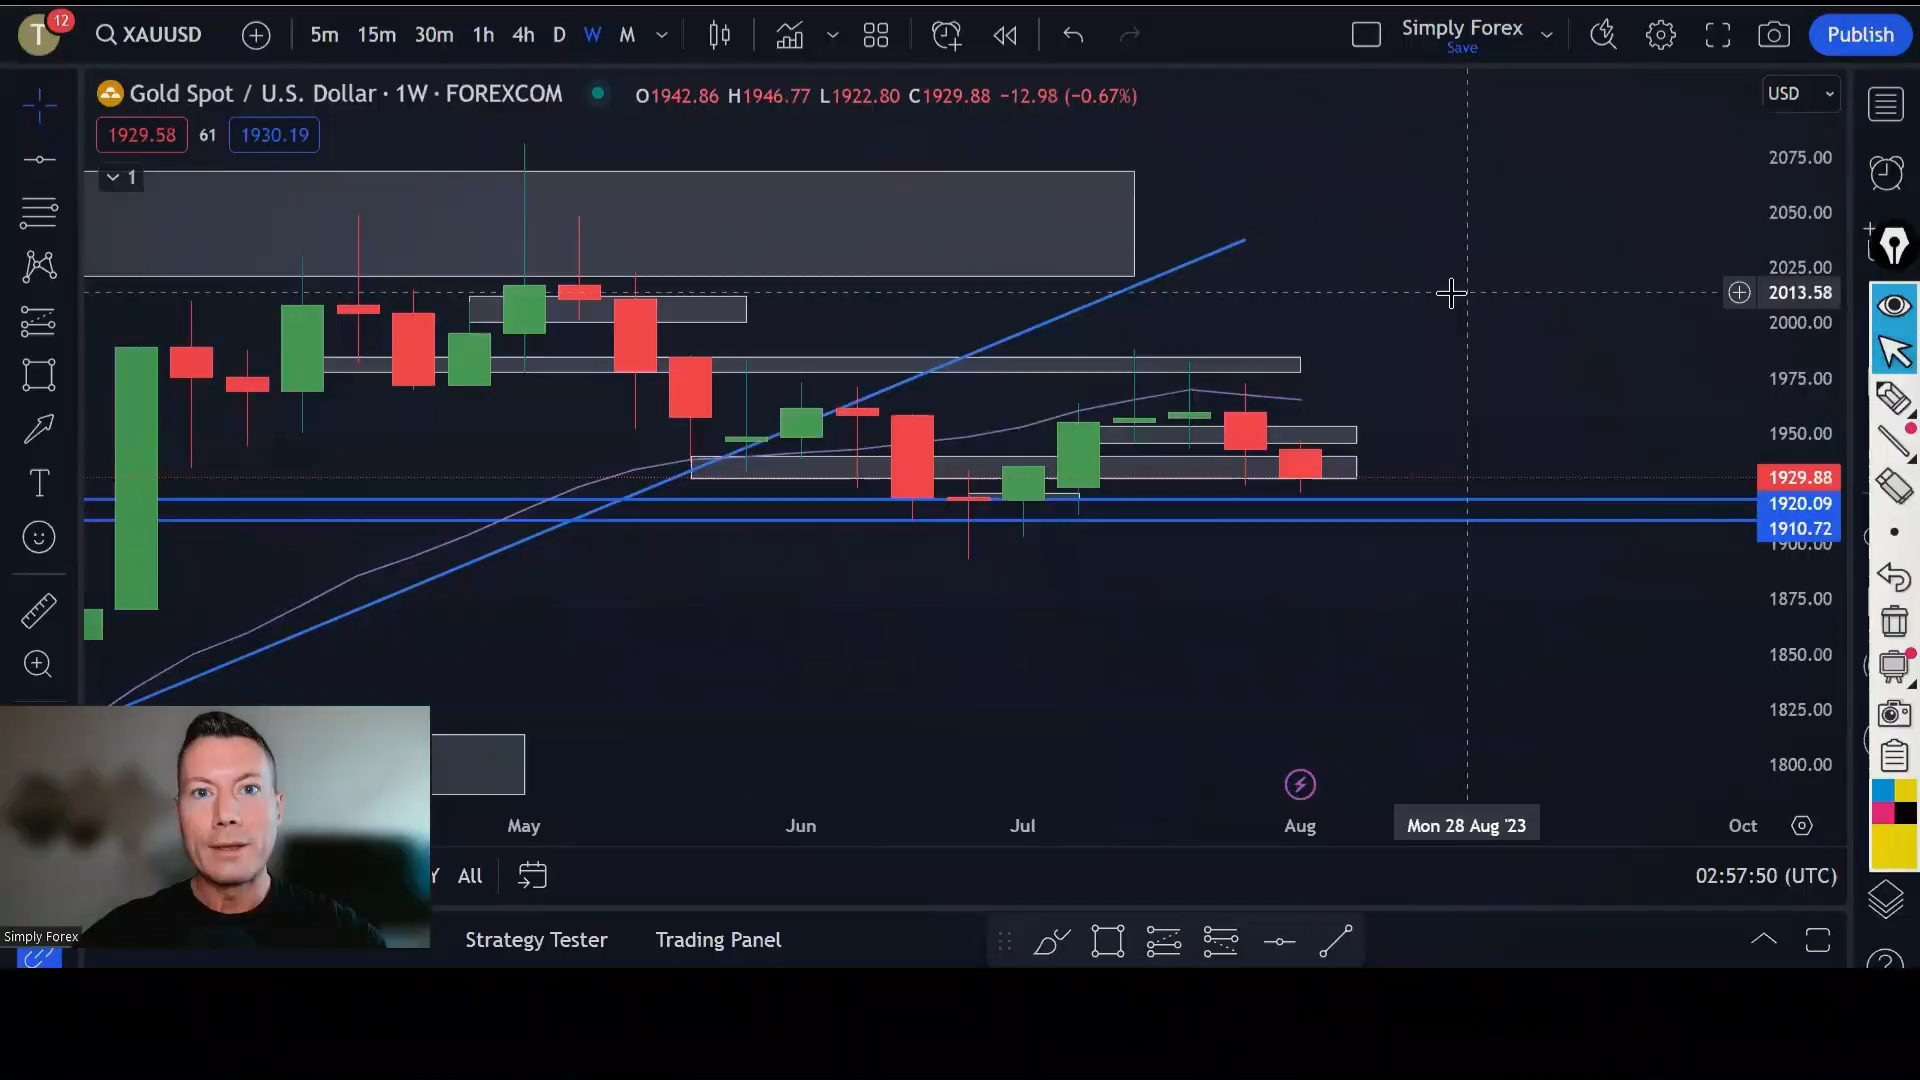 T 12 XAUUSD 5m 15m 30m 1h 4h D W M Simply Forex Publish
Save
Gold Spot / U.S. Dollar · 1W · FOREXCOM O1942.86 H1946.77 L1922.80 C1929.88 −12.98 (−0.67%) USD
1929.58 61 1930.19
1
2075.00
2050.00
2025.00
2013.58
2000.00
1975.00
1950.00
1929.88
1920.09
1910.72
1900.00
1875.00
1850.00
1825.00
1800.00
May Jun Jul Aug Mon 28 Aug '23 Oct
Y All 02:57:50 (UTC)
Simply Forex Strategy Tester Trading Panel